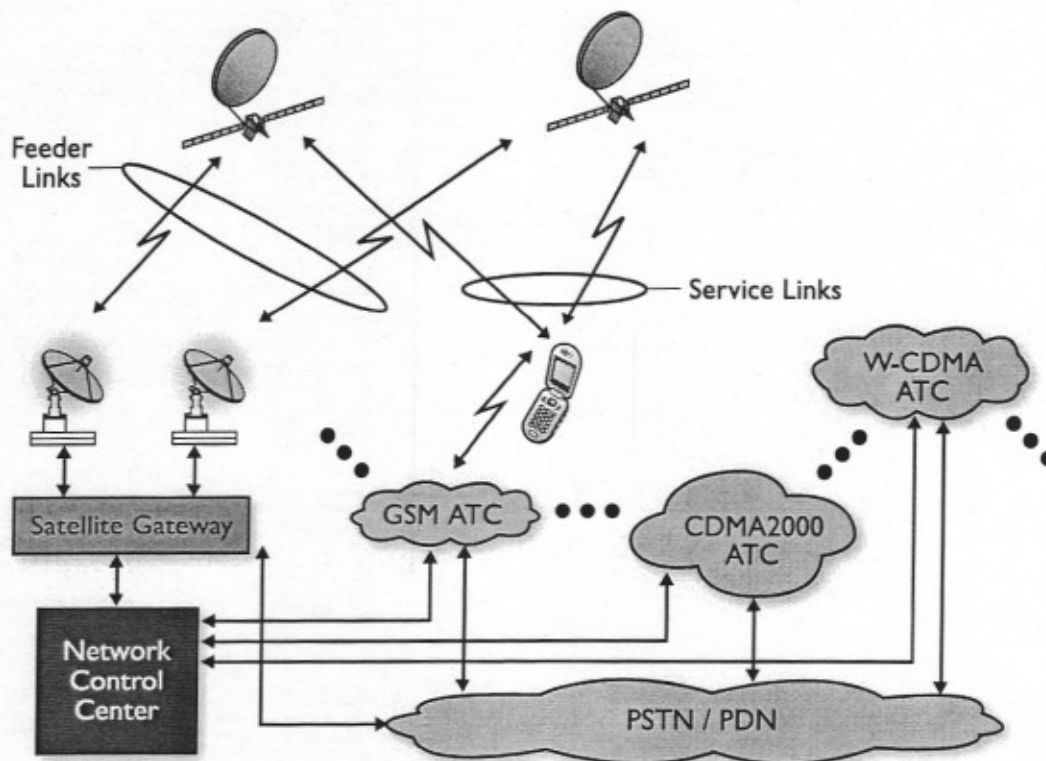 Feeder
Links
Service Links
W-CDMA
ATC
Satellite Gateway
GSM ATC
CDMA2000
ATC
Network
Control
Center
PSTN / PDN